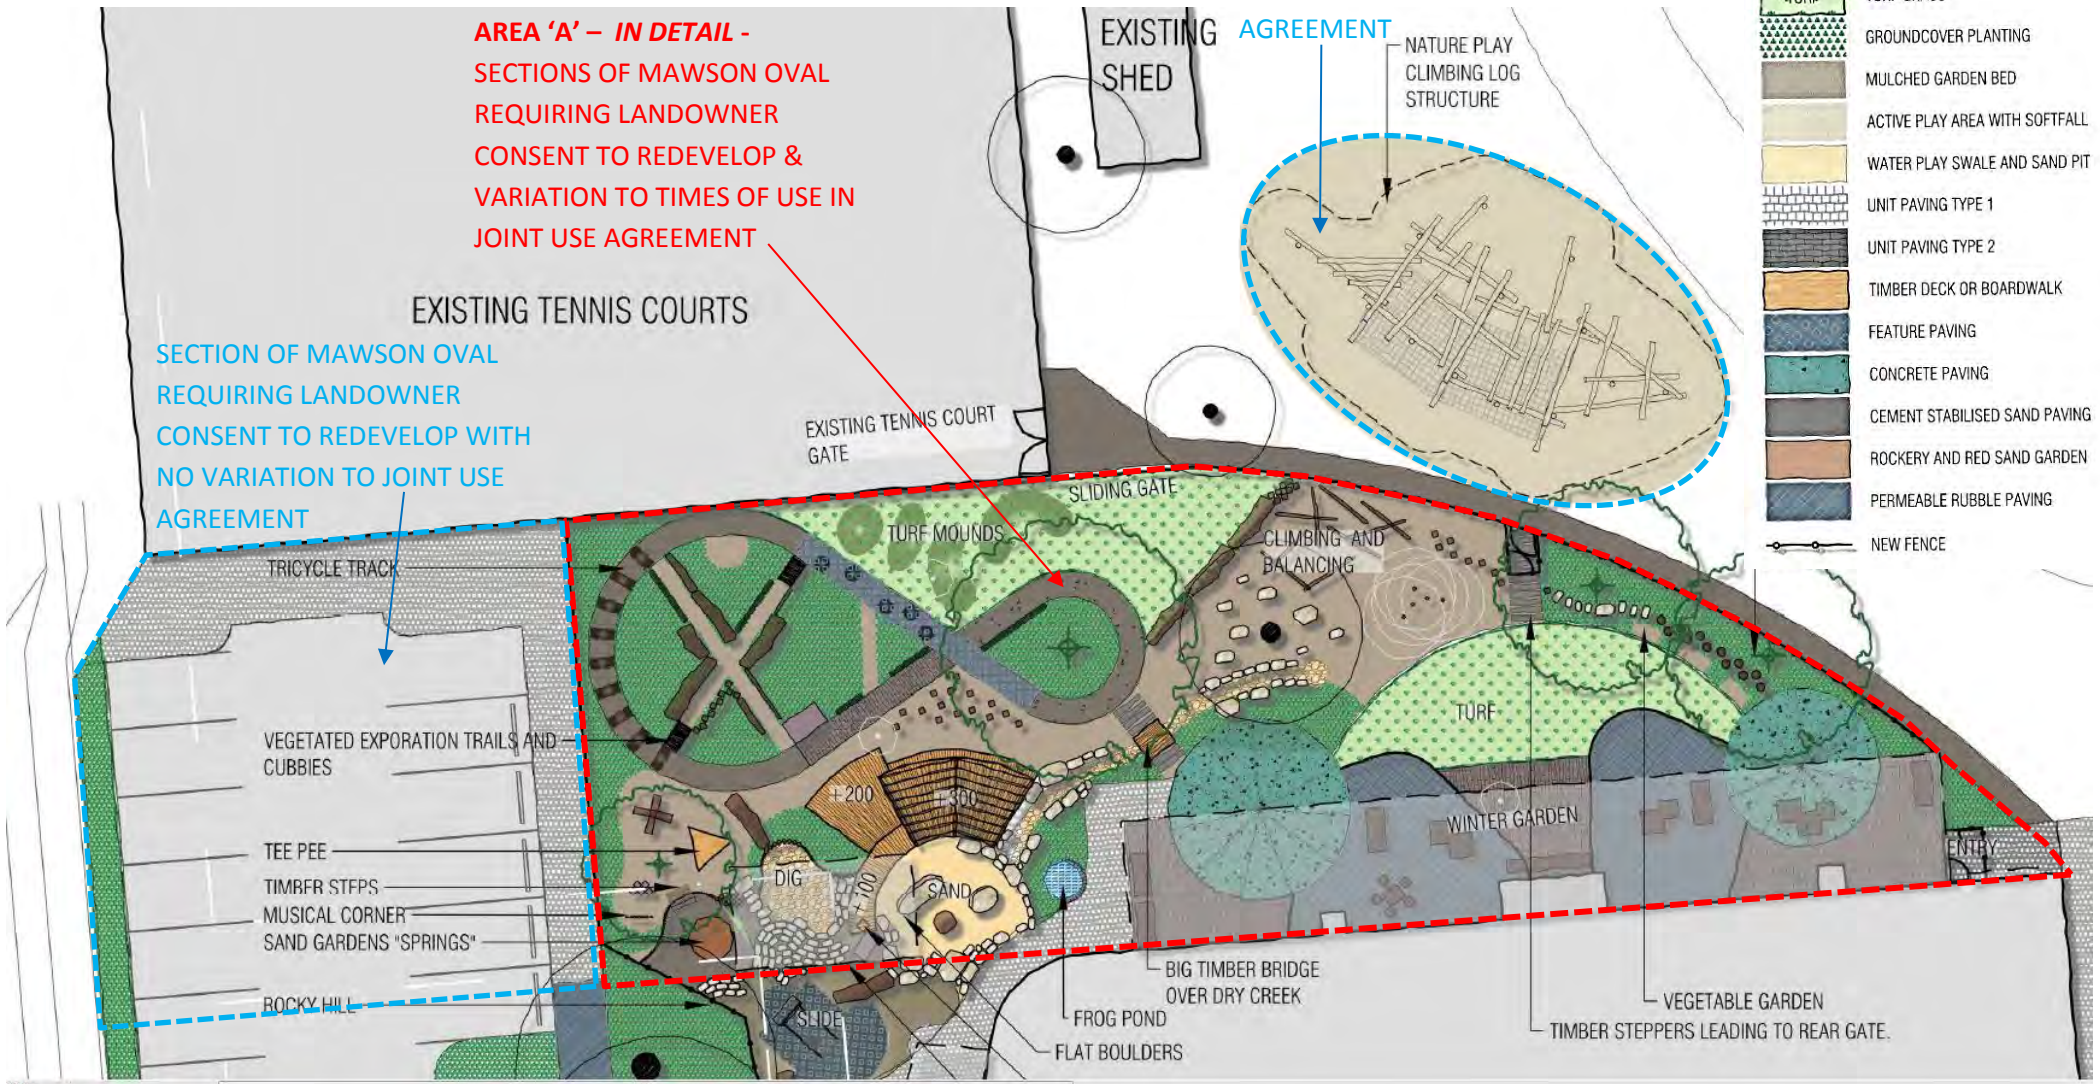 AREA ‘A’ – IN DETAIL -
SECTIONS OF MAWSON OVAL
REQUIRING LANDOWNER
CONSENT TO REDEVELOP &
VARIATION TO TIMES OF USE IN
JOINT USE AGREEMENT
EXISTING
SHED
AGREEMENT
NATURE PLAY
CLIMBING LOG
STRUCTURE
GROUNDCOVER PLANTING
MULCHED GARDEN BED
ACTIVE PLAY AREA WITH SOFTFALL
WATER PLAY SWALE AND SAND PIT
UNIT PAVING TYPE 1
UNIT PAVING TYPE 2
TIMBER DECK OR BOARDWALK
FEATURE PAVING
CONCRETE PAVING
CEMENT STABILISED SAND PAVING
ROCKERY AND RED SAND GARDEN
PERMEABLE RUBBLE PAVING
NEW FENCE
EXISTING TENNIS COURTS
SECTION OF MAWSON OVAL
REQUIRING LANDOWNER
CONSENT TO REDEVELOP WITH
NO VARIATION TO JOINT USE
AGREEMENT
EXISTING TENNIS COURT
GATE
SLIDING GATE
TURF MOUNDS
CLIMBING AND
BALANCING
TRICYCLE TRACK
TURF
VEGETATED EXPORATION TRAILS AND
CUBBIES
+200
+300
WINTER GARDEN
ENTRY
TEE PEE
TIMBER STEPS
MUSICAL CORNER
SAND GARDENS "SPRINGS"
DIG
-100
SAND
ROCKY HILL
SLIDE
BIG TIMBER BRIDGE
OVER DRY CREEK
FROG POND
FLAT BOULDERS
VEGETABLE GARDEN
TIMBER STEPPERS LEADING TO REAR GATE.